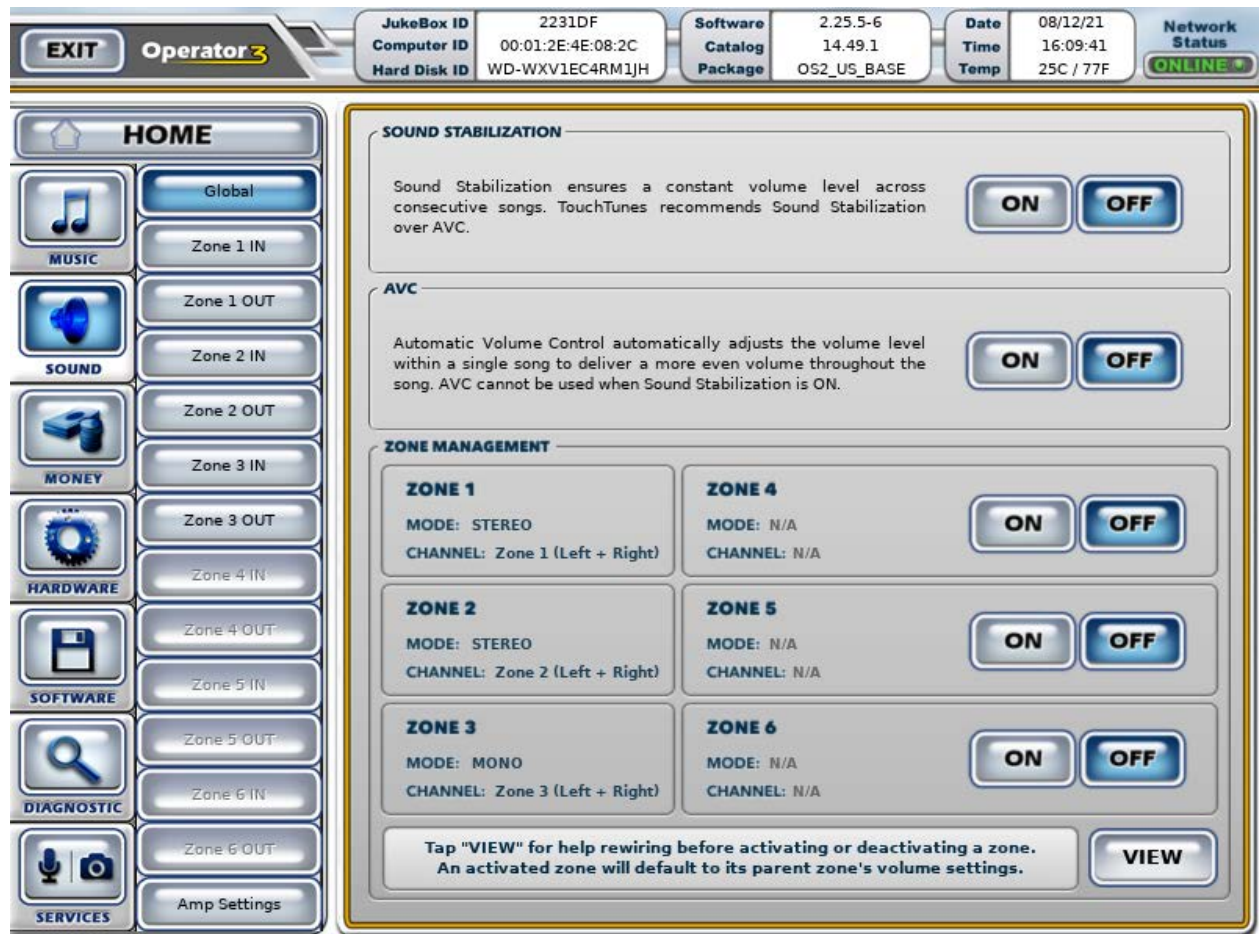 EXIT
Operator 3
JukeBox ID 2231DF
Computer ID 00:01:2E:4E:08:2C
Hard Disk ID WD-WXV1EC4RM1JH
Software 2.25.5-6
Catalog 14.49.1
Package OS2_US_BASE
Date 08/12/21
Time 16:09:41
Temp 25C / 77F
Network
Status
ONLINE
HOME
MUSIC
SOUND
MONEY
HARDWARE
SOFTWARE
DIAGNOSTIC
SERVICES
Global
Zone 1 IN
Zone 1 OUT
Zone 2 IN
Zone 2 OUT
Zone 3 IN
Zone 3 OUT
Zone 4 IN
Zone 4 OUT
Zone 5 IN
Zone 5 OUT
Zone 6 IN
Zone 6 OUT
Amp Settings
SOUND STABILIZATION
Sound Stabilization ensures a constant volume level across
consecutive songs. TouchTunes recommends Sound Stabilization
over AVC.
ON OFF
AVC
Automatic Volume Control automatically adjusts the volume level
within a single song to deliver a more even volume throughout the
song. AVC cannot be used when Sound Stabilization is ON.
ON OFF
ZONE MANAGEMENT
ZONE 1
MODE: STEREO
CHANNEL: Zone 1 (Left + Right)
ZONE 4
MODE: N/A
CHANNEL: N/A
ON OFF
ZONE 2
MODE: STEREO
CHANNEL: Zone 2 (Left + Right)
ZONE 5
MODE: N/A
CHANNEL: N/A
ON OFF
ZONE 3
MODE: MONO
CHANNEL: Zone 3 (Left + Right)
ZONE 6
MODE: N/A
CHANNEL: N/A
ON OFF
Tap "VIEW" for help rewiring before activating or deactivating a zone.
An activated zone will default to its parent zone's volume settings.
VIEW